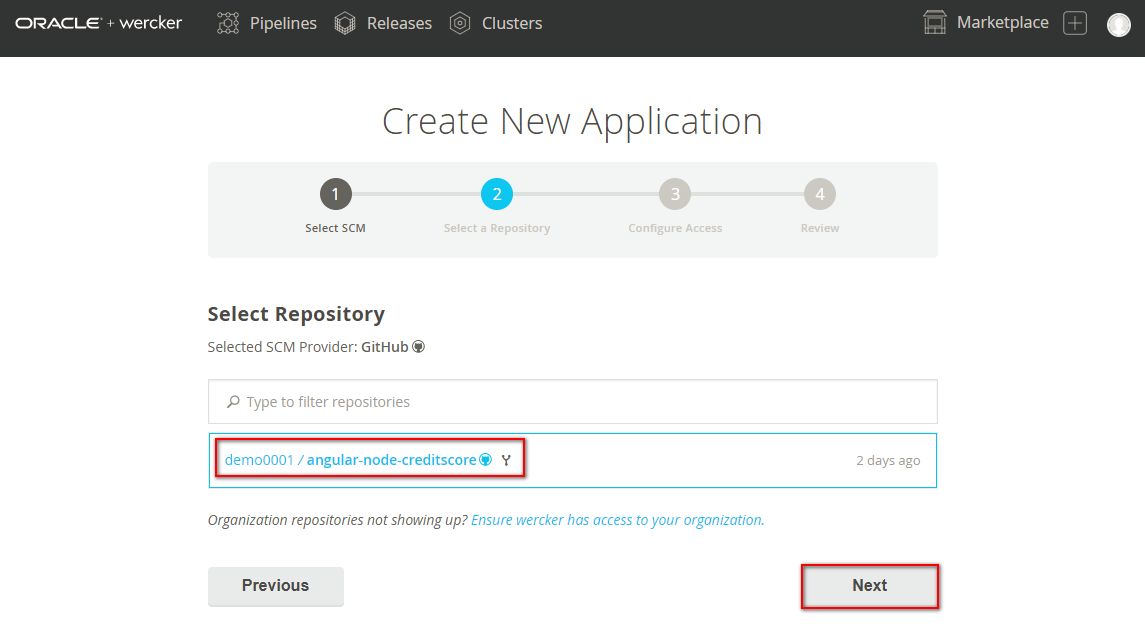 ORACLE + wercker Pipelines Releases Clusters Marketplace
Create New Application
1 2 3 4
Select SCM Select a Repository Configure Access Review
Select Repository
Selected SCM Provider: GitHub
Type to filter repositories
demo0001 / angular-node-creditscore 2 days ago
Organization repositories not showing up? Ensure wercker has access to your organization.
Previous Next